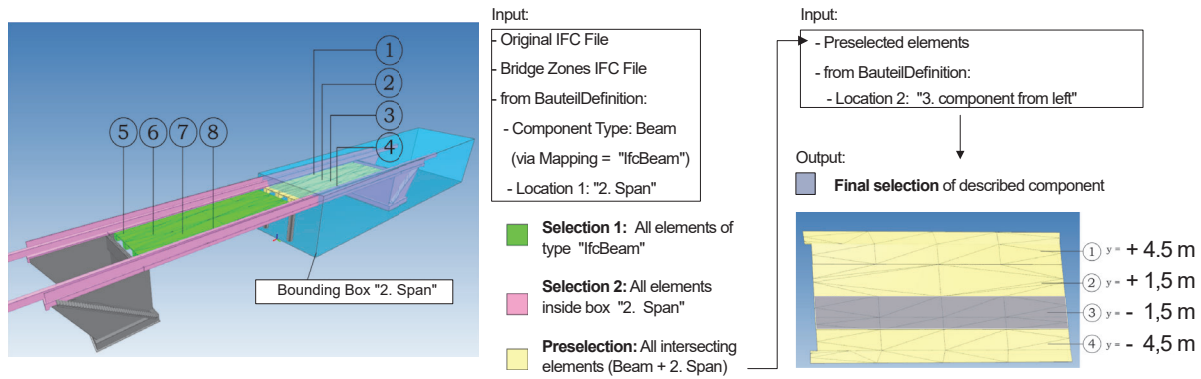 1
2
3
4
5 6 7 8
Bounding Box "2. Span"
Input:
- Original IFC File
- Bridge Zones IFC File
- from BauteilDefinition:
- Component Type: Beam
(via Mapping = "IfcBeam")
- Location 1: "2. Span"
Selection 1: All elements of
type "IfcBeam"
Selection 2: All elements
inside box "2. Span"
Preselection: All intersecting
elements (Beam + 2. Span)
Input:
- Preselected elements
- from BauteilDefinition:
- Location 2: "3. component from left"
Output:
Final selection of described component
1 y = + 4.5 m
2 y = + 1,5 m
3 y = - 1,5 m
4 y = - 4,5 m